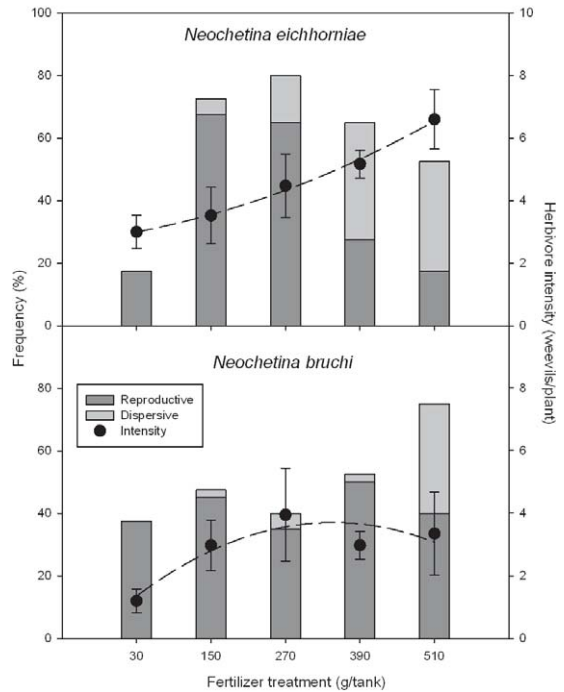 100
80
60
40
20
0
Neochetina eichhorniae
10
8
6
4
2
0
Frequency (%)
Herbivore intensity (weevils/plant)
Neochetina bruchi
Reproductive
Dispersive
Intensity
80
60
40
20
0
8
6
4
2
0
30 150 270 390 510
Fertilizer treatment (g/tank)